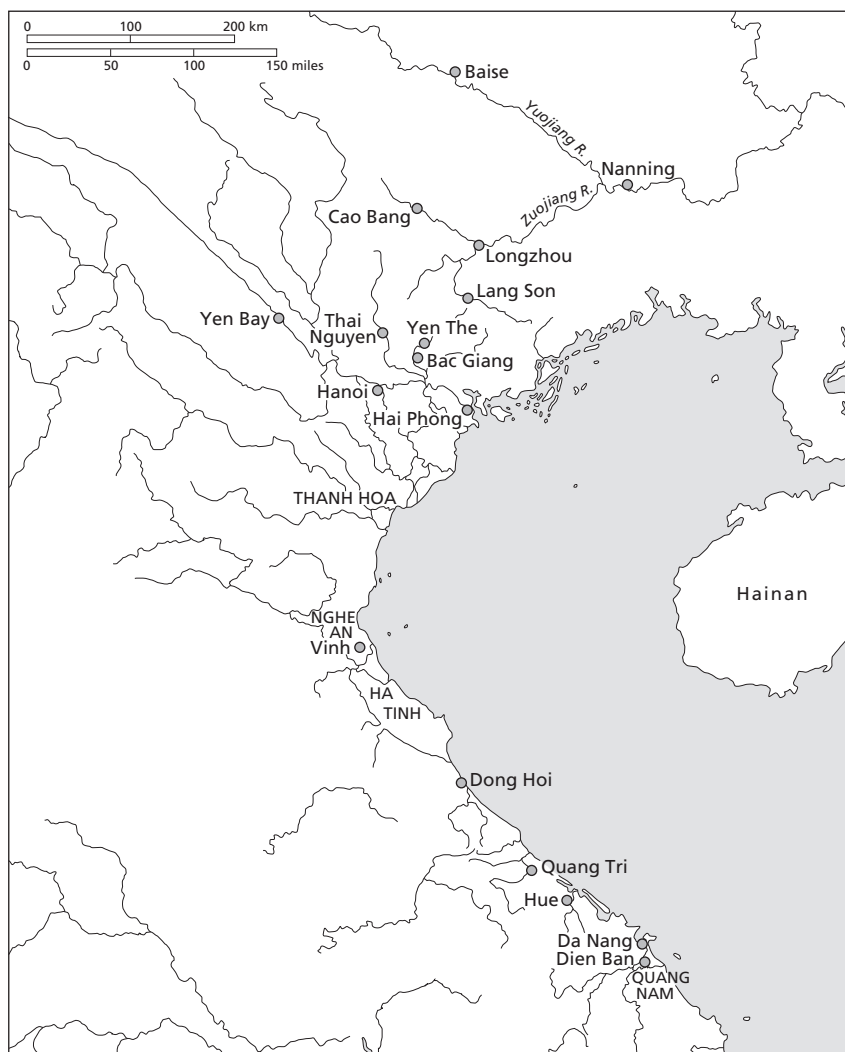 0 100 200 km
0 50 100 150 miles
Baise
Yuojiang R.
Nanning
Zuojiang R.
Cao Bang
Longzhou
Lang Son
Yen Bay
Thai
Nguyen
Yen The
Bac Giang
Hanoi
Hai Phong
THANH HOA
Hainan
NGHE
AN
Vinh
HA
TINH
Dong Hoi
Quang Tri
Hue
Da Nang
Dien Ban
QUANG
NAM